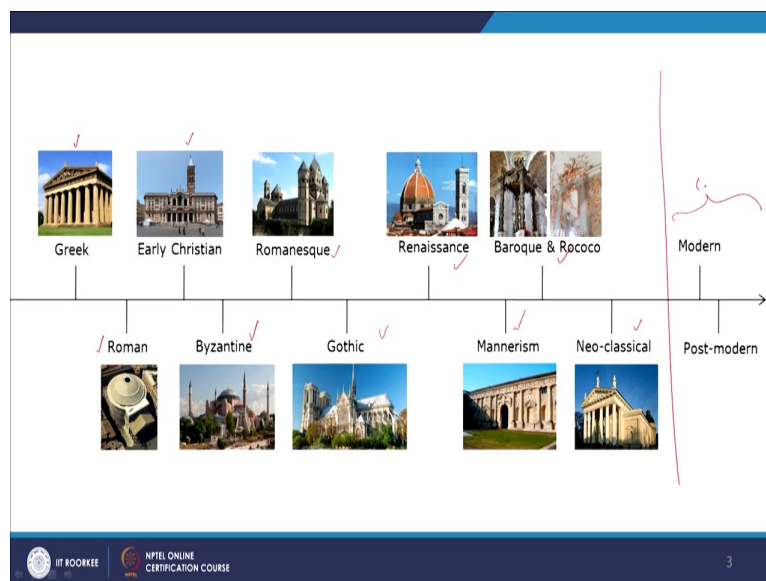 Greek
Early Christian
Romanesque
Renaissance
Baroque & Rococo
Modern
Roman
Byzantine
Gothic
Mannerism
Neo-classical
Post-modern
IIT ROORKEE
NPTEL ONLINE
CERTIFICATION COURSE
3